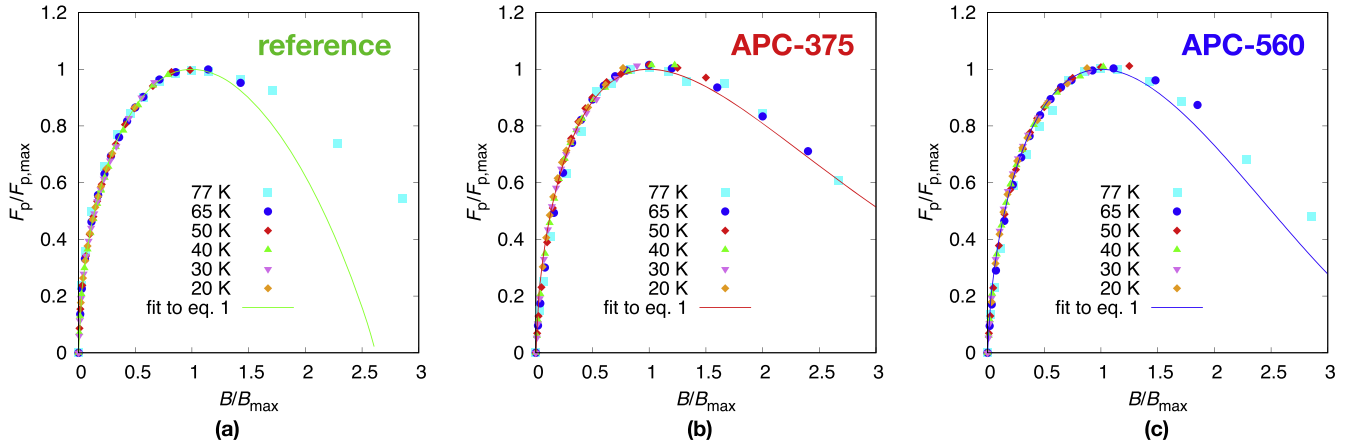 reference
F_p/F_p,max
1.2
1
0.8
0.6
0.4
0.2
0
77 K
65 K
50 K
40 K
30 K
20 K
fit to eq. 1
0 0.5 1 1.5 2 2.5 3
B/B_max
(a)
APC-375
F_p/F_p,max
1.2
1
0.8
0.6
0.4
0.2
0
77 K
65 K
50 K
40 K
30 K
20 K
fit to eq. 1
0 0.5 1 1.5 2 2.5 3
B/B_max
(b)
APC-560
F_p/F_p,max
1.2
1
0.8
0.6
0.4
0.2
0
77 K
65 K
50 K
40 K
30 K
20 K
fit to eq. 1
0 0.5 1 1.5 2 2.5 3
B/B_max
(c)